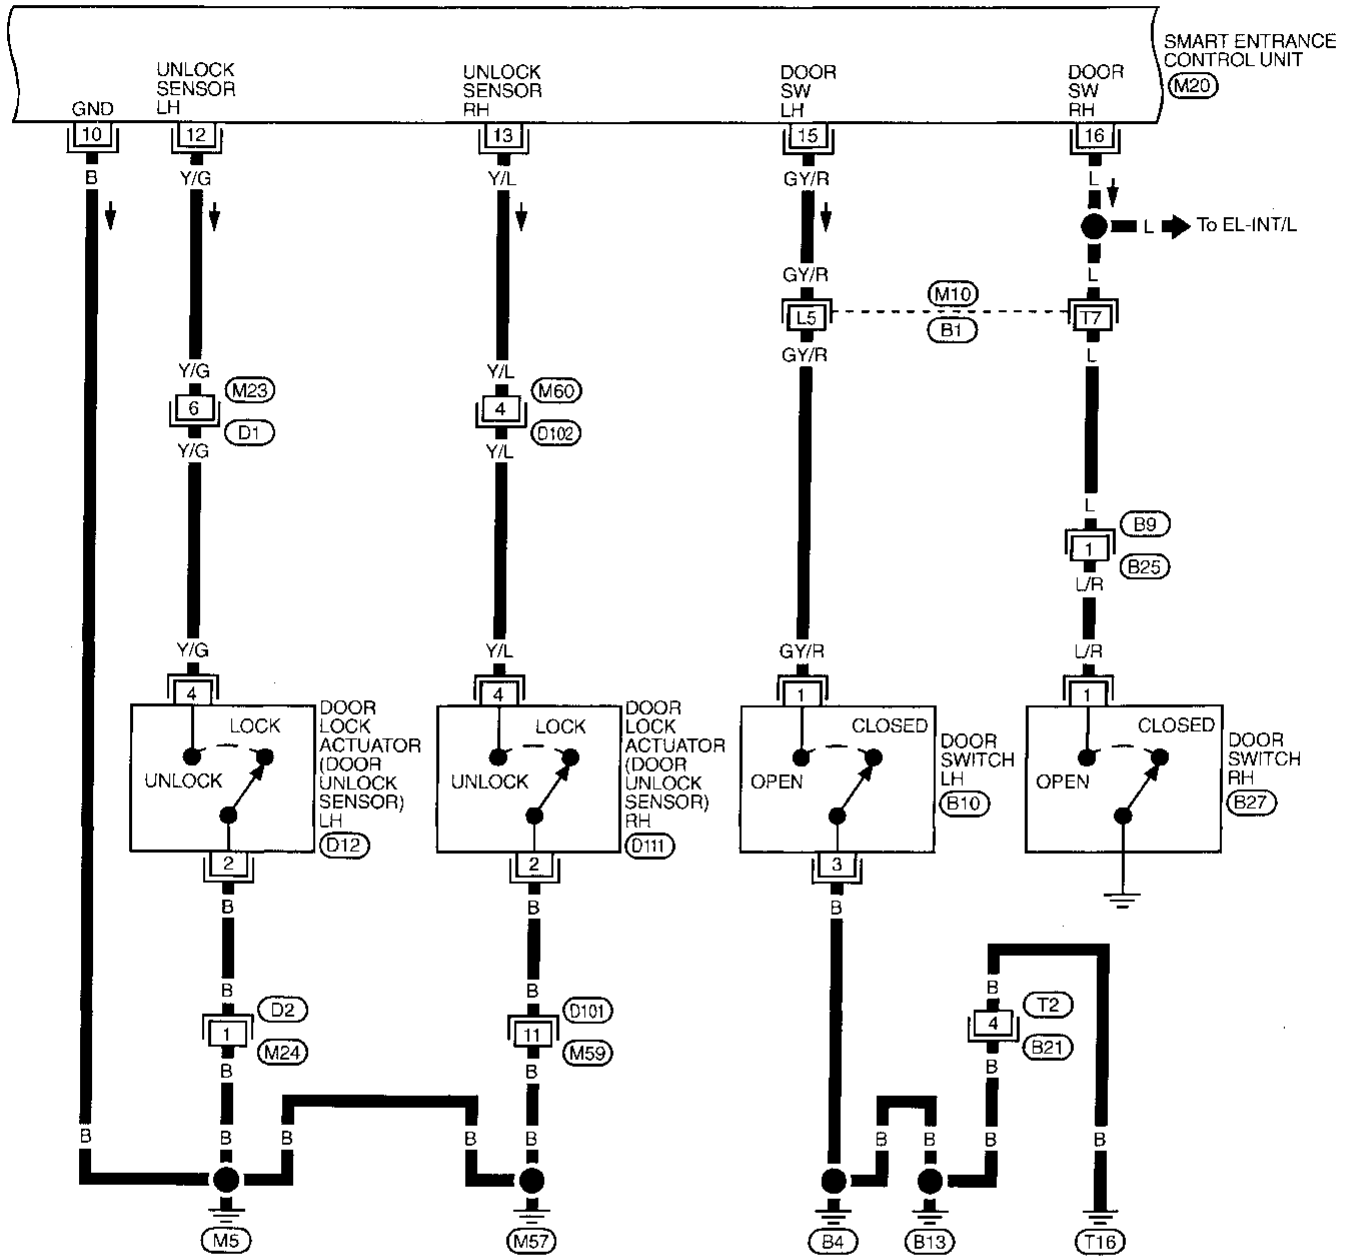 SMART ENTRANCE
CONTROL UNIT
M20
GND
UNLOCK
SENSOR
LH
UNLOCK
SENSOR
RH
DOOR
SW
LH
DOOR
SW
RH
10
12
13
15
16
B
Y/G
Y/L
GY/R
L
L
To EL-INT/L
GY/R
L
L5
M10
B1
T7
GY/R
L
Y/G
Y/L
6
M23
D1
4
M60
D102
Y/G
Y/L
L
1
B9
B25
L/R
Y/G
Y/L
GY/R
L/R
4
4
1
1
LOCK
UNLOCK
DOOR
LOCK
ACTUATOR
(DOOR
UNLOCK
SENSOR)
LH
D12
LOCK
UNLOCK
DOOR
LOCK
ACTUATOR
(DOOR
UNLOCK
SENSOR)
RH
D111
CLOSED
OPEN
DOOR
SWITCH
LH
B10
CLOSED
OPEN
DOOR
SWITCH
RH
B27
2
2
3
B
B
B
B
B
B
1
D2
M24
11
D101
M59
4
T2
B21
B
B
B
B
B
B
B
B
B
B
B
B
M5
M57
B4
B13
T16